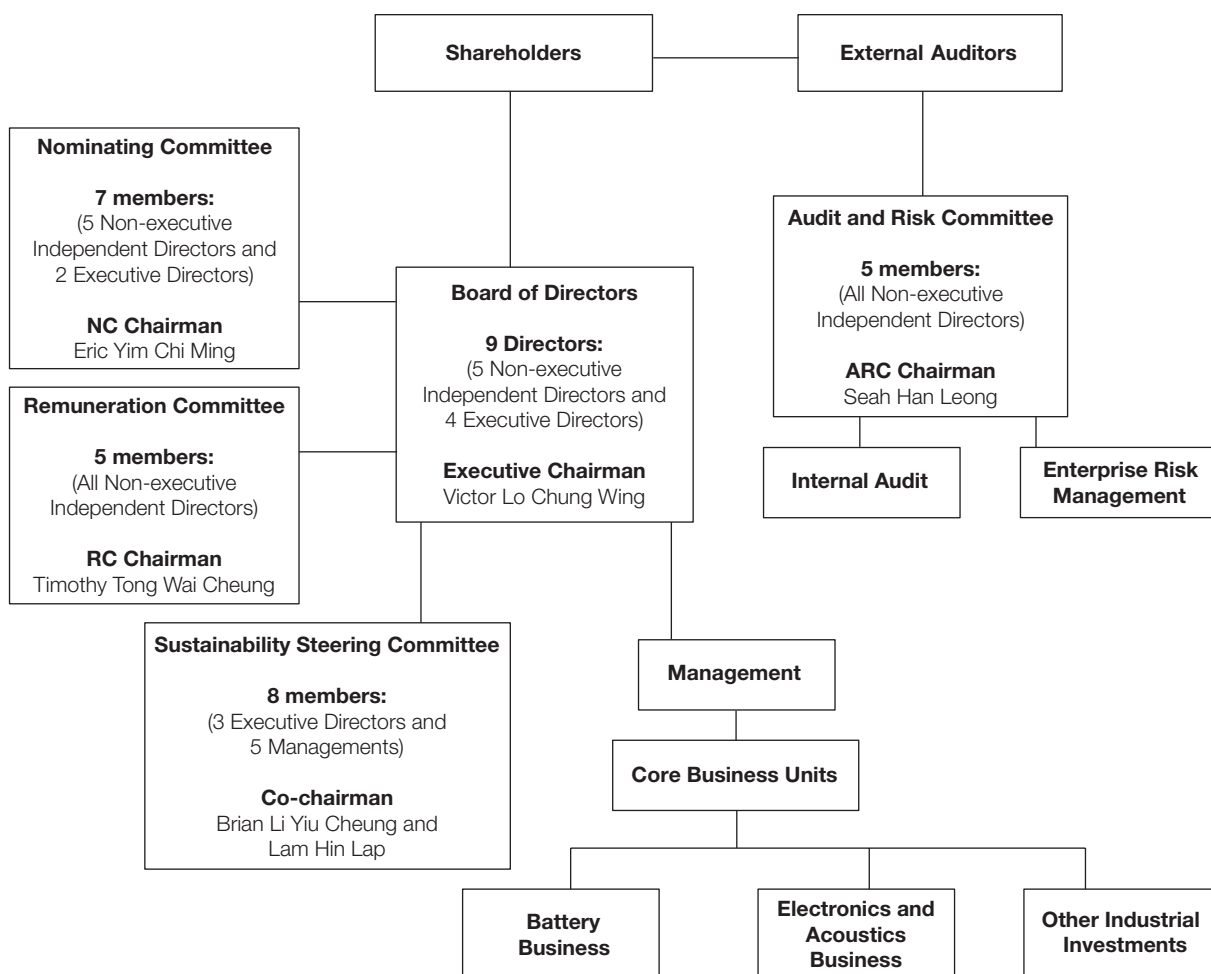 Shareholders
External Auditors
Nominating Committee
7 members:
(5 Non-executive
Independent Directors and
2 Executive Directors)
NC Chairman
Eric Yim Chi Ming
Audit and Risk Committee
5 members:
(All Non-executive
Independent Directors)
ARC Chairman
Seah Han Leong
Board of Directors
9 Directors:
(5 Non-executive
Independent Directors and
4 Executive Directors)
Executive Chairman
Victor Lo Chung Wing
Remuneration Committee
5 members:
(All Non-executive
Independent Directors)
RC Chairman
Timothy Tong Wai Cheung
Internal Audit
Enterprise Risk
Management
Sustainability Steering Committee
8 members:
(3 Executive Directors and
5 Managements)
Co-chairman
Brian Li Yiu Cheung and
Lam Hin Lap
Management
Core Business Units
Battery
Business
Electronics and
Acoustics
Business
Other Industrial
Investments